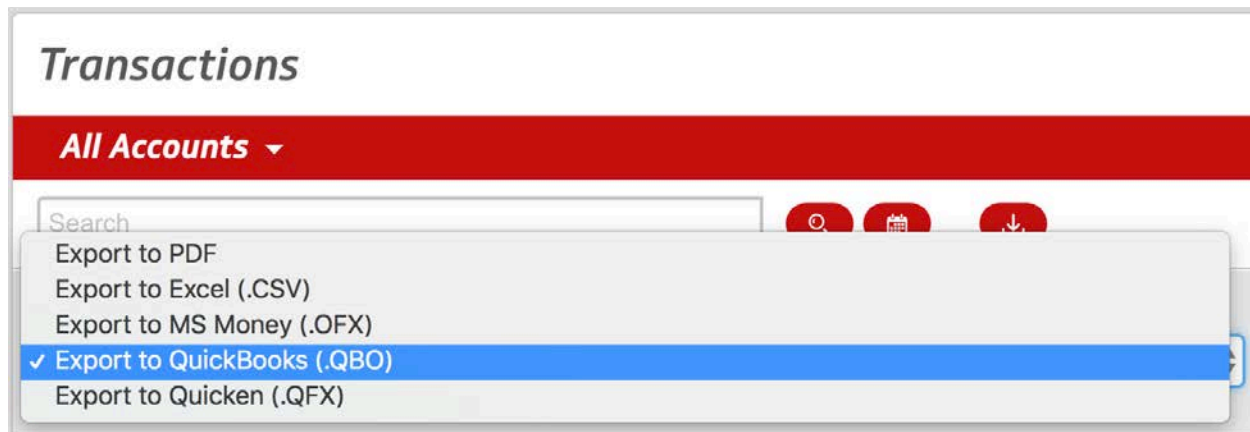 Transactions
All Accounts
Search
Export to PDF
Export to Excel (.CSV)
Export to MS Money (.OFX)
✓ Export to QuickBooks (.QBO)
Export to Quicken (.QFX)